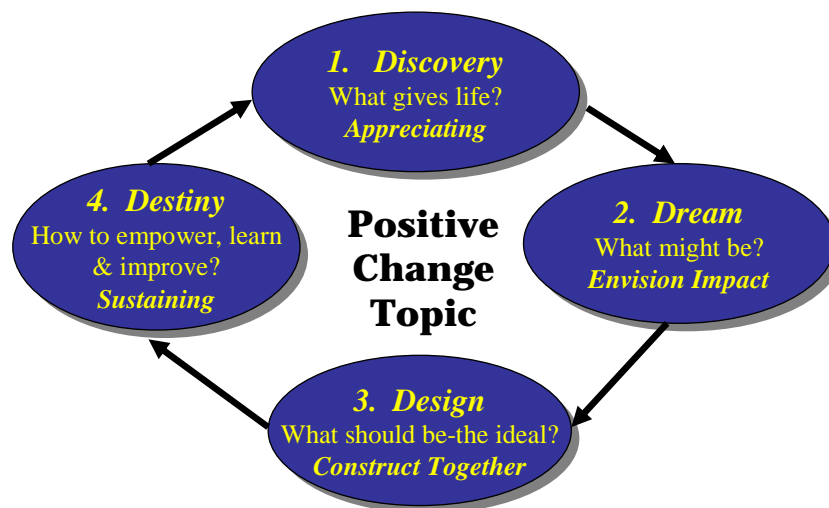 1. Discovery
What gives life?
Appreciating
2. Dream
What might be?
Envision Impact
3. Design
What should be-the ideal?
Construct Together
4. Destiny
How to empower, learn
& improve?
Sustaining
Positive
Change
Topic